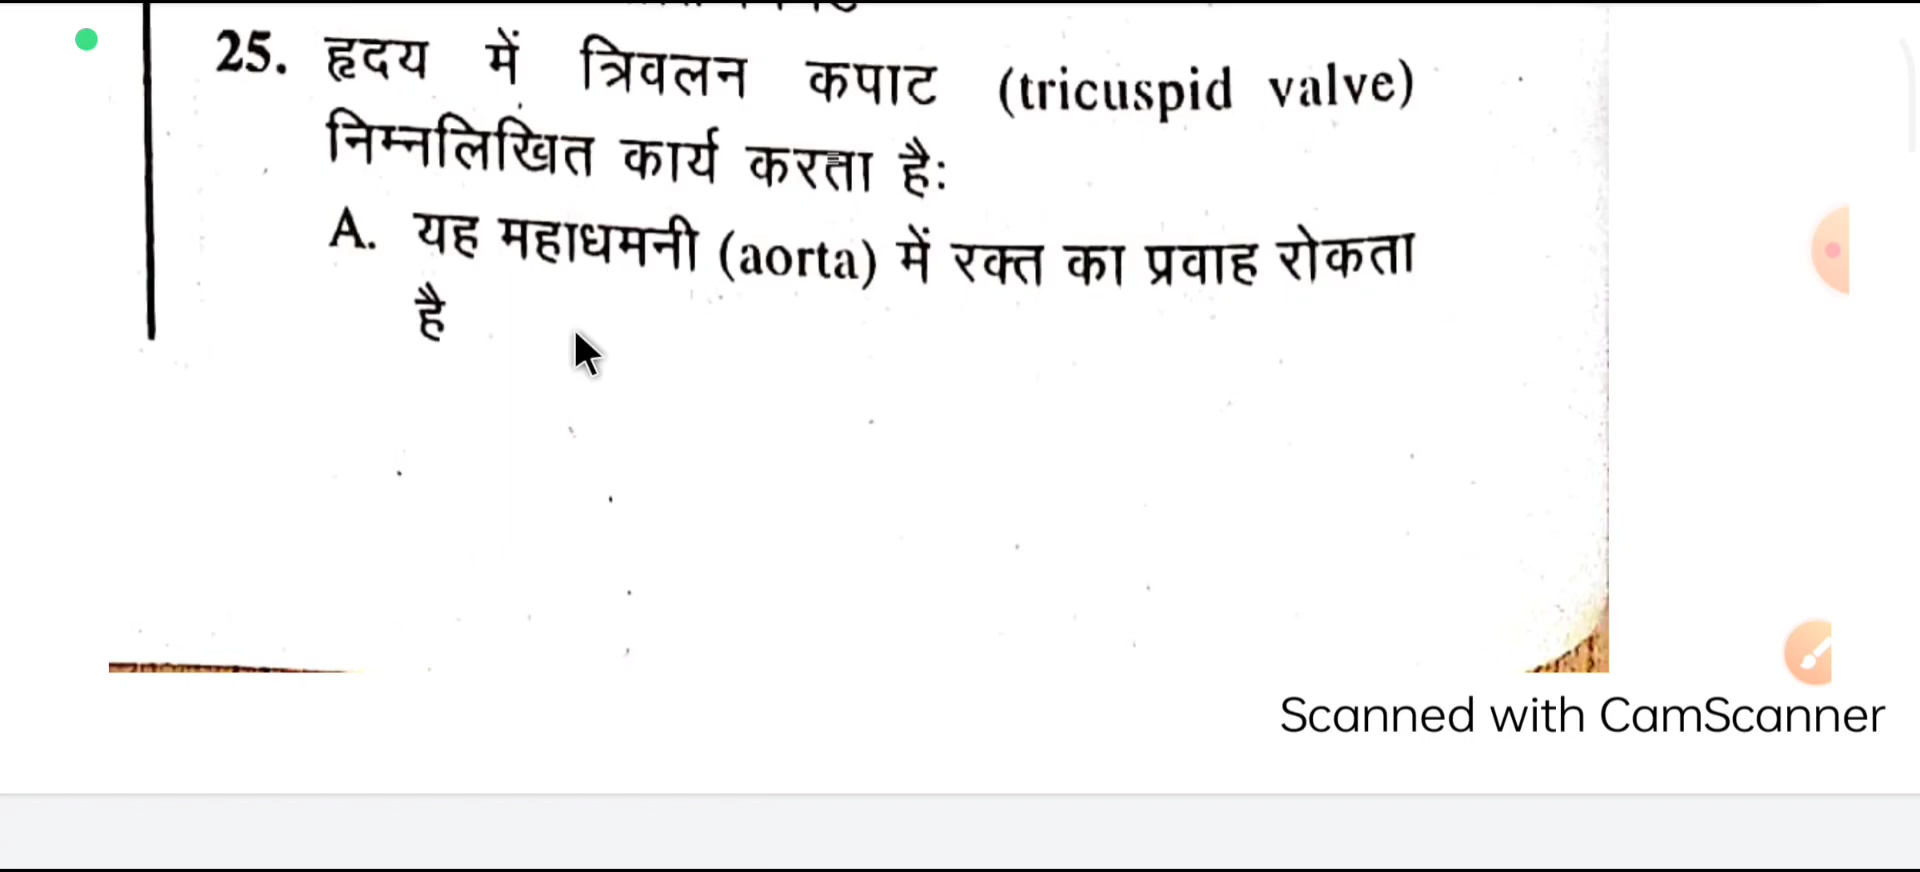 25. हृदय में त्रिवलन कपाट (tricuspid valve)
निम्नलिखित कार्य करता हैः
A. यह महाधमनी (aorta) में रक्त का प्रवाह रोकता
है
Scanned with CamScanner